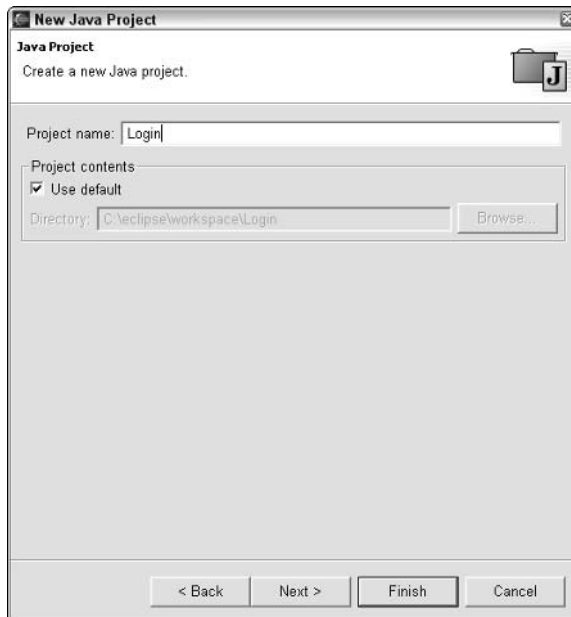 New Java Project
Java Project
Create a new Java project.
J
Project name: Login
Project contents
Use default
Directory: C:\eclipse\workspace\Login Browse...
< Back Next > Finish Cancel